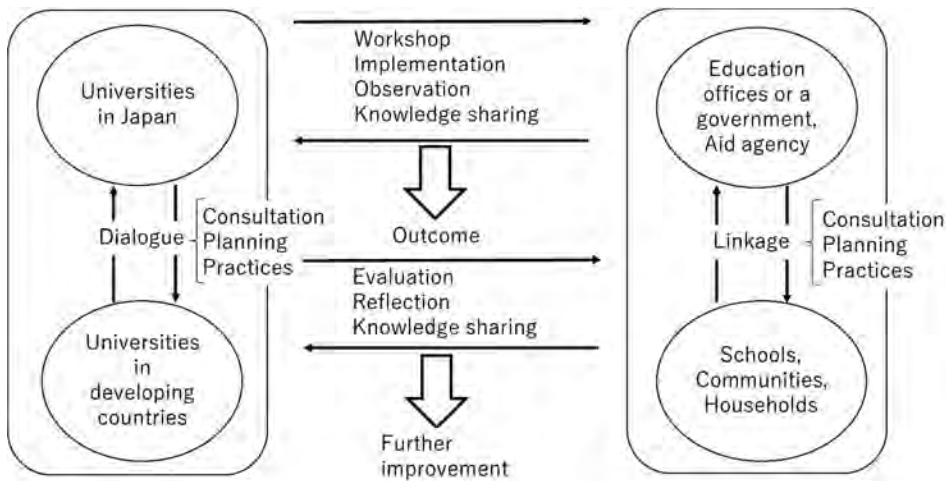 Universities
in Japan
Dialogue
Consultation
Planning
Practices
Universities
in
developing
countries
Workshop
Implementation
Observation
Knowledge sharing
Outcome
Evaluation
Reflection
Knowledge sharing
Further
improvement
Education
offices or a
government,
Aid agency
Linkage
Consultation
Planning
Practices
Schools,
Communities,
Households